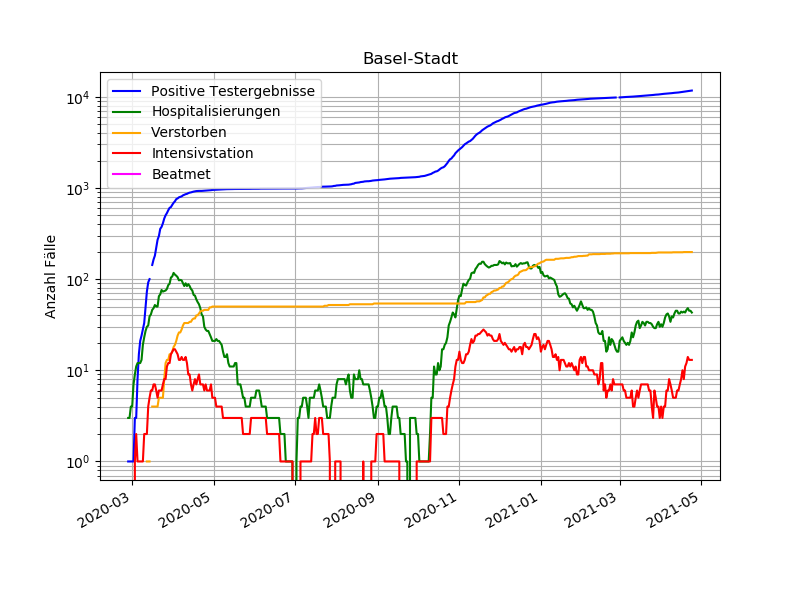 Basel-Stadt
Anzahl Fälle
10^4
10^3
10^2
10^1
10^0
Positive Testergebnisse
Hospitalisierungen
Verstorben
Intensivstation
Beatmet
2020-03
2020-05
2020-07
2020-09
2020-11
2021-01
2021-03
2021-05